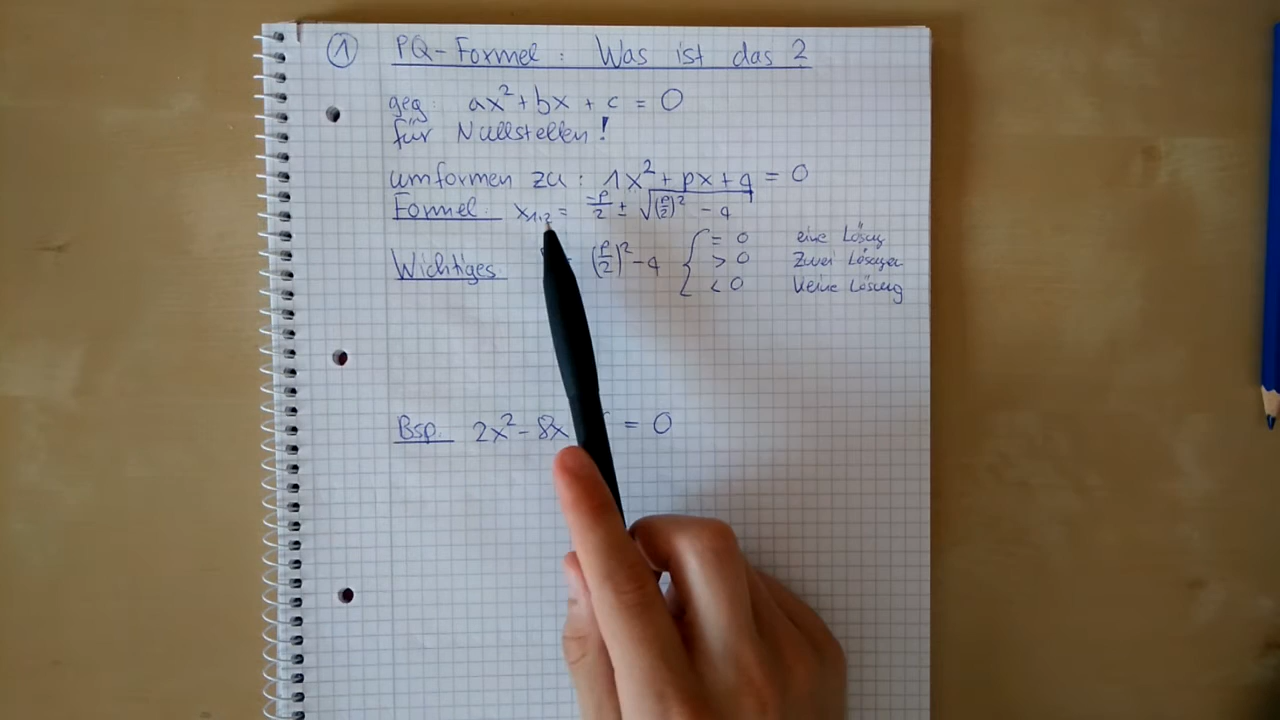 ① PQ-Formel : Was ist das ?
geg: ax² + bx + c = 0
für Nullstellen !
umformen zu : 1x² + px + q = 0
Formel: x₁,₂ = -p/2 ± √((p/2)² - q)
Wichtiges (p/2)² - q { = 0 eine Lösung
> 0 zwei Lösungen
< 0 keine Lösung
Bsp. 2x² - 8x = 0